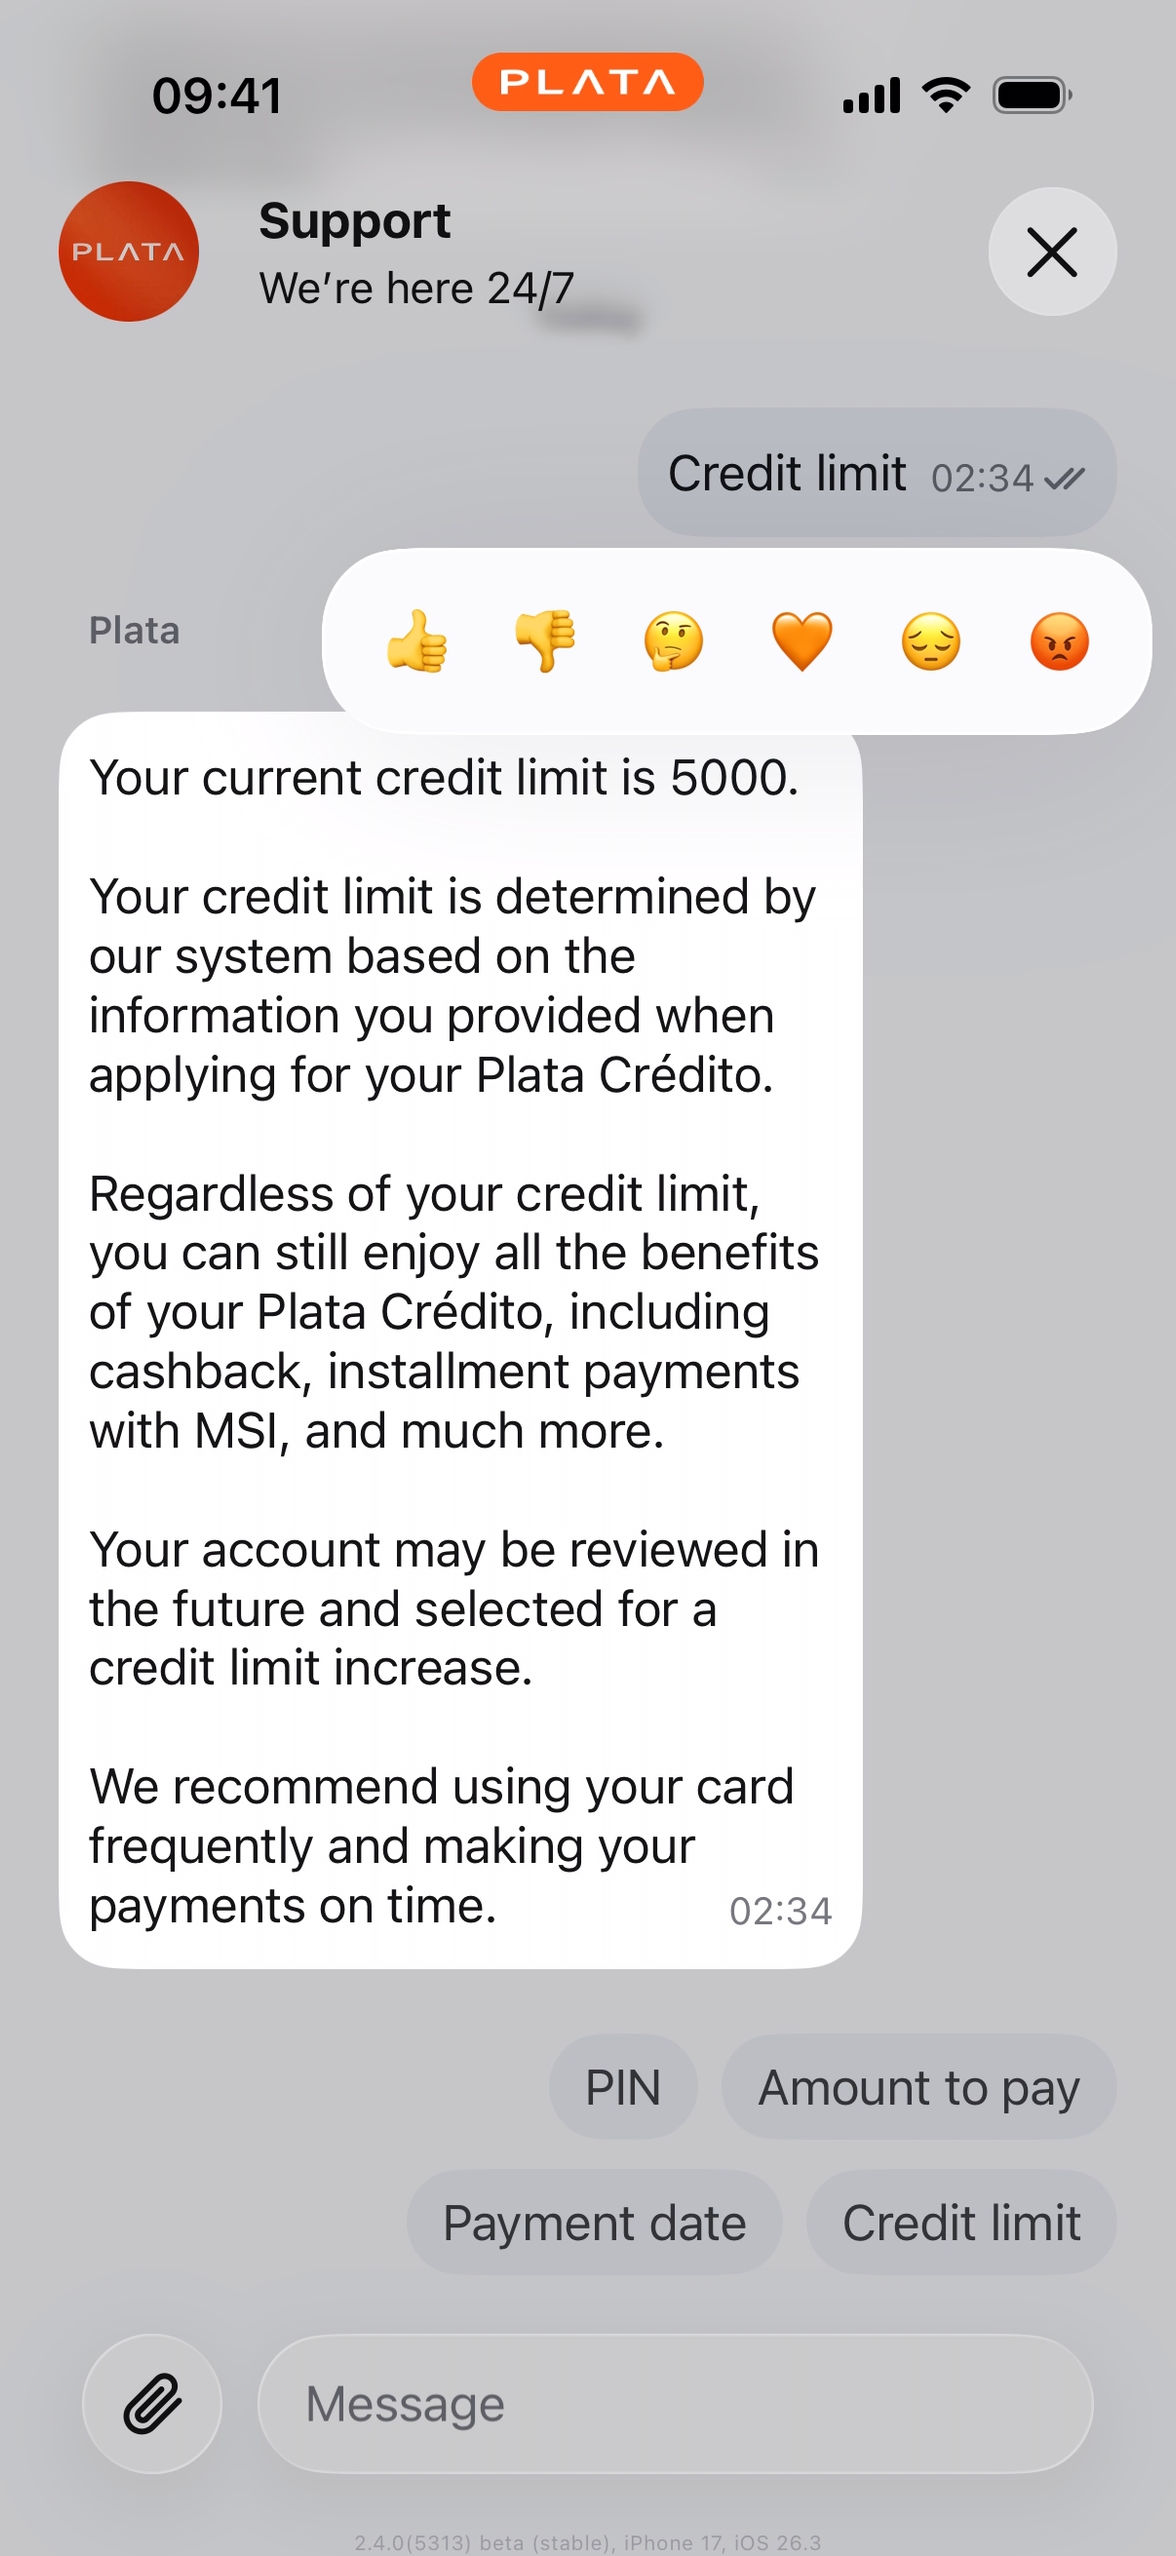 09:41
PLATA
PLATA
Support
We’re here 24/7
Credit limit 02:34
Plata
Your current credit limit is 5000.
Your credit limit is determined by
our system based on the
information you provided when
applying for your Plata Crédito.
Regardless of your credit limit,
you can still enjoy all the benefits
of your Plata Crédito, including
cashback, installment payments
with MSI, and much more.
Your account may be reviewed in
the future and selected for a
credit limit increase.
We recommend using your card
frequently and making your
payments on time. 02:34
PIN Amount to pay
Payment date Credit limit
Message
2.4.0(5313) beta (stable), iPhone 17, iOS 26.3